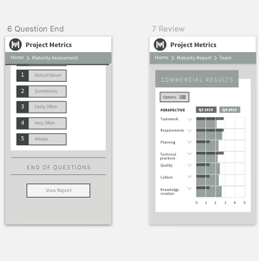 6 Question End
Project Metrics
Home > Maturity Assessment
1 Almost Never
2 Sometimes
3 Fairly Often
4 Very Often
5 Always
END OF QUESTIONS
View Report
7 Review
Project Metrics
Home > Maturity Report > Team
COMMERCIAL RESULTS
Options
PERSPECTIVE Q3 2015 Q4 2015
Teamwork
Requirements
Planning
Technical
practices
Quality
Culture
Knowledge
creation
0 1 2 3 4 5